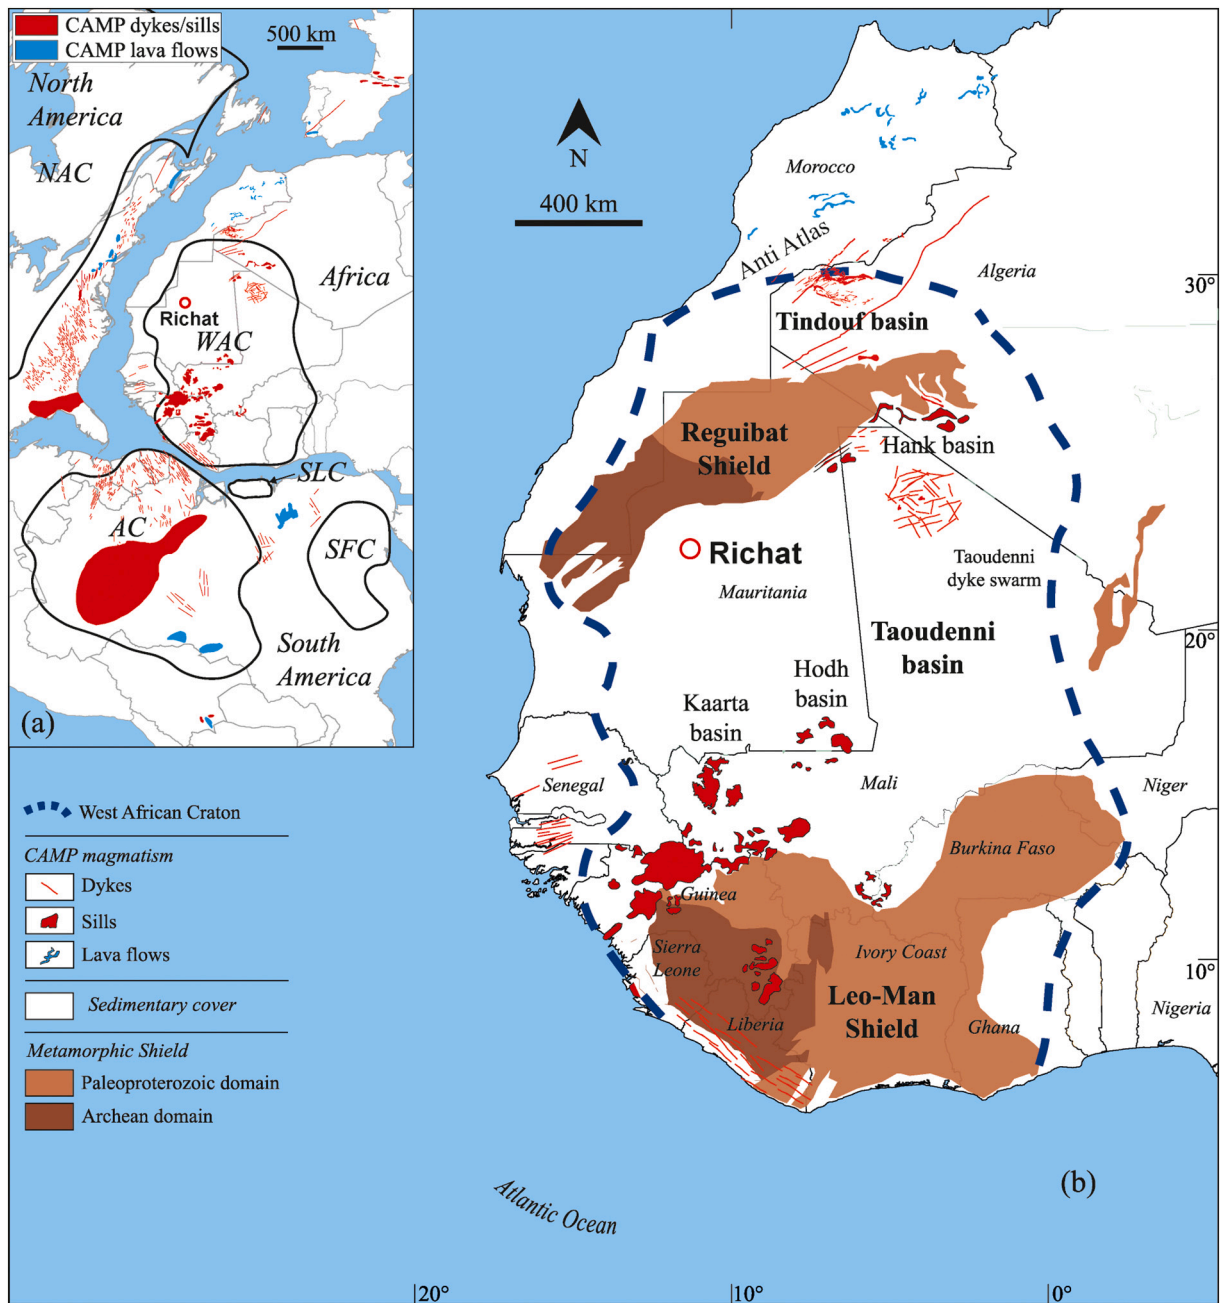 CAMP dykes/sills
CAMP lava flows
500 km
North
America
NAC
Africa
Richat
WAC
SLC
AC
SFC
South
America
(a)
N
400 km
Morocco
Anti Atlas
Algeria
30°
Tindouf basin
Reguibat
Shield
Hank basin
Richat
Mauritania
Taoudenni
dyke swarm
20°
Taoudenni
basin
Hodh
basin
Kaarta
basin
Senegal
Mali
Niger
Burkina Faso
Guinea
Sierra
Leone
Ivory Coast
10°
Leo-Man
Shield
Liberia
Ghana
Nigeria
West African Craton
CAMP magmatism
Dykes
Sills
Lava flows
Sedimentary cover
Metamorphic Shield
Paleoproterozoic domain
Archean domain
(b)
Atlantic Ocean
20°
10°
0°